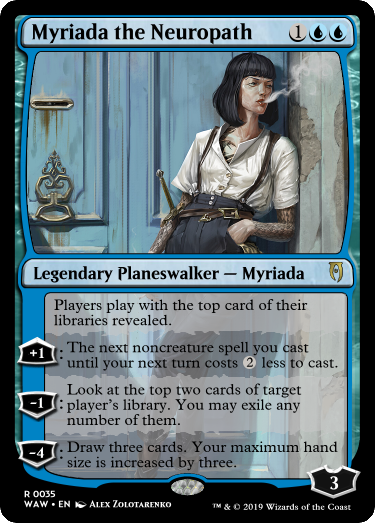 Myriada the Neuropath 1
Legendary Planeswalker — Myriada
Players play with the top card of their
libraries revealed.
+1: The next noncreature spell you cast
until your next turn costs 2 less to cast.
-1: Look at the top two cards of target
player's library. You may exile any
number of them.
-4: Draw three cards. Your maximum hand
size is increased by three.
3
R 0035
WAW • EN Alex Zolotarenko
™ & © 2019 Wizards of the Coast